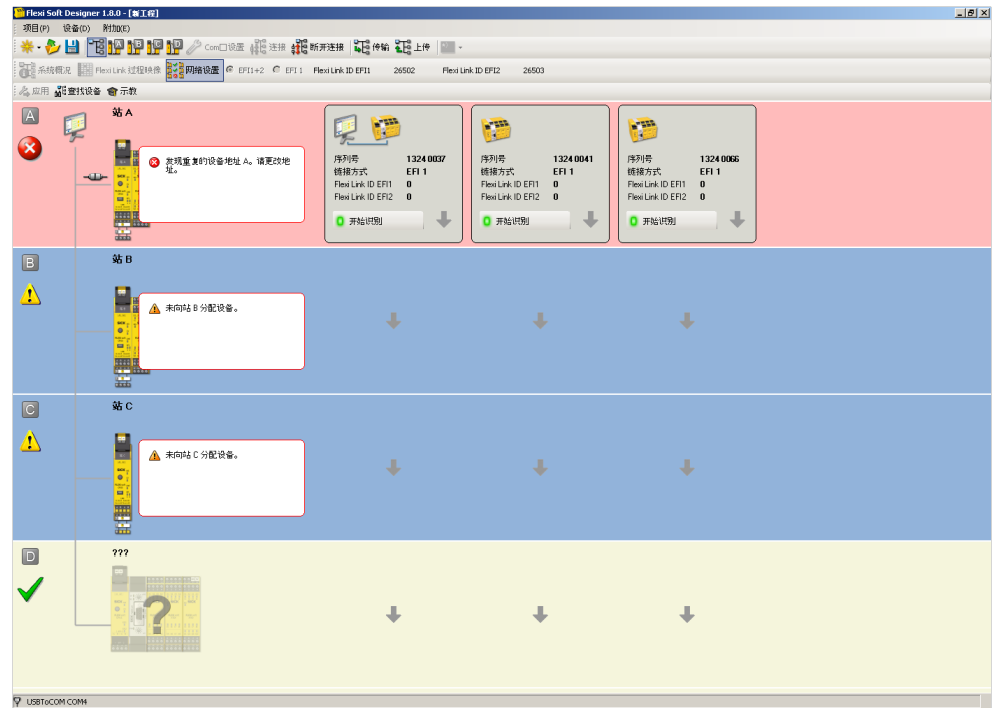 Flexi Soft Designer 1.8.0 - [新工程]
项目(P) 设备(D) 附加(E)
A B C D Com口设置 连接 断开连接 传输 上传
系统概况 Flexi Link 过程映像 网络设置 EFI1+2 EFI 1 Flexi Link ID EFI1 26502 Flexi Link ID EFI2 26503
应用 查找设备 示教
A
站 A
发现重复的设备地址 A。请更改地
址。
序列号 1324 0037
链接方式 EFI 1
Flexi Link ID EFI1 0
Flexi Link ID EFI2 0
开始识别
序列号 1324 0041
链接方式 EFI 1
Flexi Link ID EFI1 0
Flexi Link ID EFI2 0
开始识别
序列号 1324 0066
链接方式 EFI 1
Flexi Link ID EFI1 0
Flexi Link ID EFI2 0
开始识别
B
站 B
未向站 B 分配设备。
C
站 C
未向站 C 分配设备。
D
???
?
USBToCOM COM4